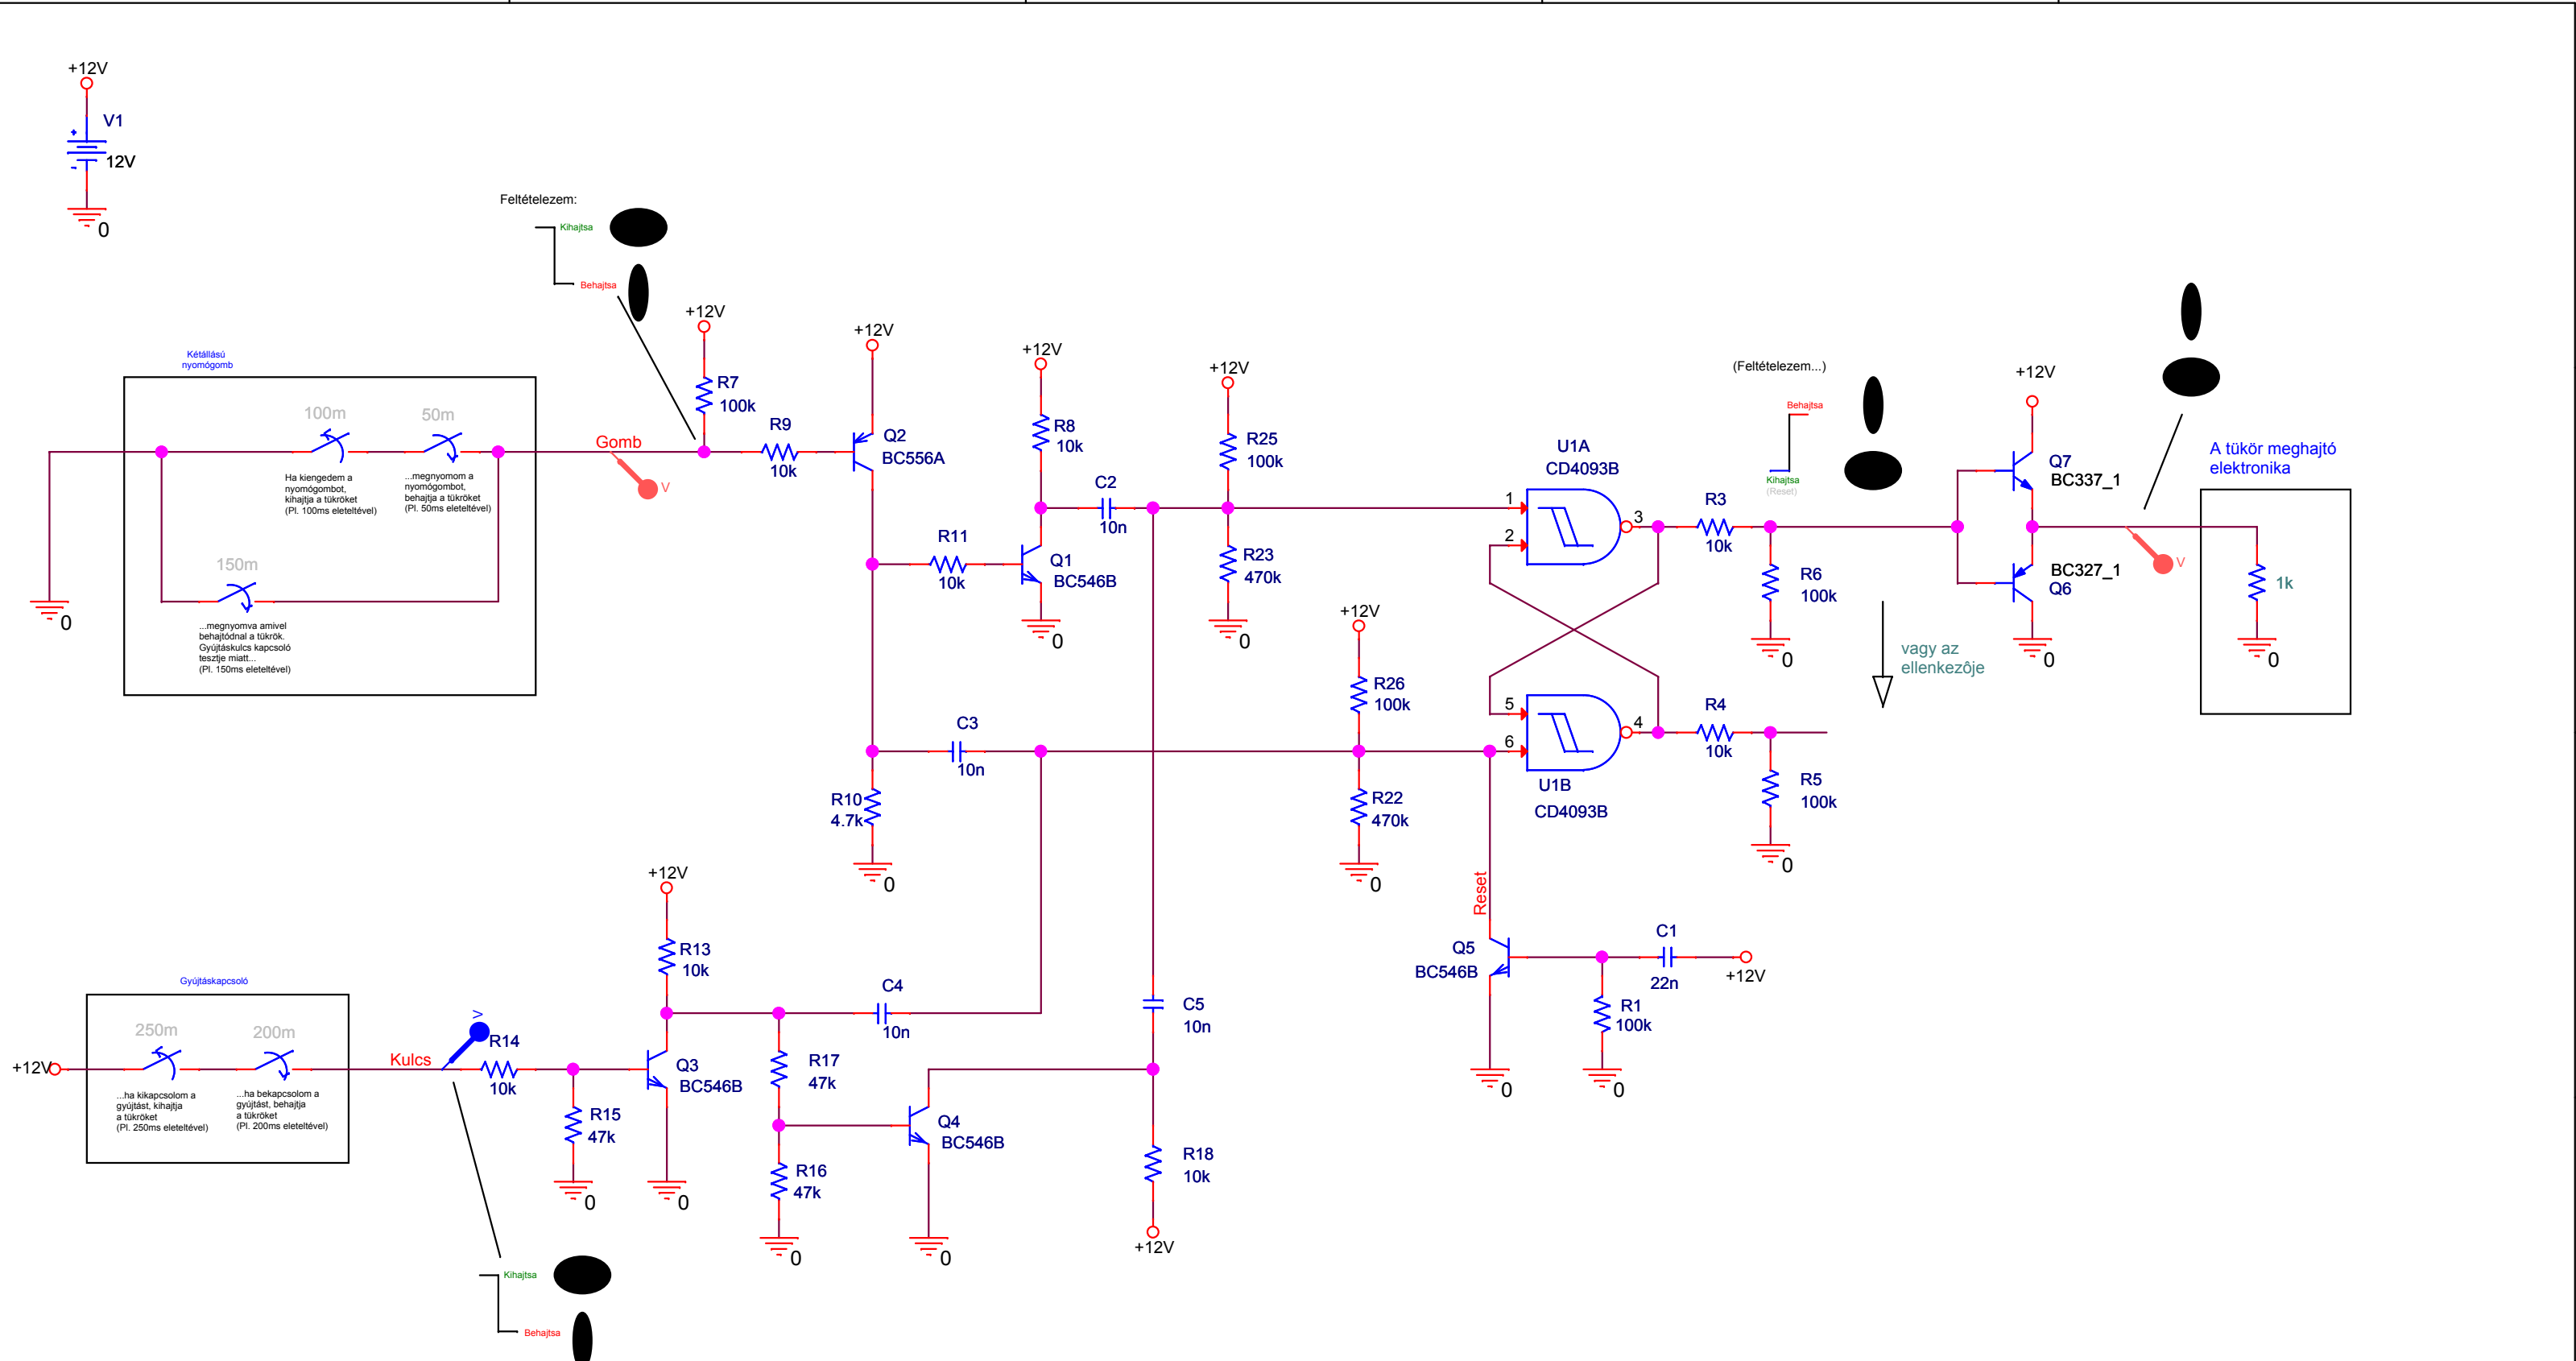 +12V
V1
12V
0
Feltételezem:
Kihajtsa
Behajtsa
Kétállású
nyomógomb
100m
50m
Ha kiengedem a
nyomógombot,
kihajtja a tükröket
(Pl. 100ms eleteltével)
...megnyomom a
nyomógombot,
behajtja a tükröket
(Pl. 50ms eleteltével)
150m
...megnyomva amivel
behajtódnal a tükrök.
Gyújtáskulcs kapcsoló
tesztje miatt...
(Pl. 150ms eleteltével)
0
Gomb
V
+12V
R7
100k
R9
10k
+12V
Q2
BC556A
+12V
R8
10k
R11
10k
Q1
BC546B
0
C2
10n
+12V
R25
100k
R23
470k
0
C3
10n
R10
4.7k
0
+12V
R26
100k
R22
470k
0
U1A
CD4093B
1
2
3
5
6
4
U1B
CD4093B
R3
10k
R6
100k
0
R4
10k
R5
100k
0
(Feltételezem...)
Behajtsa
Kihajtsa
(Reset)
vagy az
ellenkezője
+12V
Q7
BC337_1
BC327_1
Q6
0
V
A tükör meghajtó
elektronika
1k
0
Reset
Q5
BC546B
0
C1
22n
+12V
R1
100k
0
Gyújtáskapcsoló
+12V
250m
200m
...ha kikapcsolom a
gyújtást, kihajtja
a tükröket
(Pl. 250ms eleteltével)
...ha bekapcsolom a
gyújtást, behajtja
a tükröket
(Pl. 200ms eleteltével)
Kulcs
V
R14
10k
R15
47k
0
+12V
R13
10k
Q3
BC546B
0
C4
10n
R17
47k
R16
47k
0
Q4
BC546B
0
C5
10n
R18
10k
+12V
Kihajtsa
Behajtsa